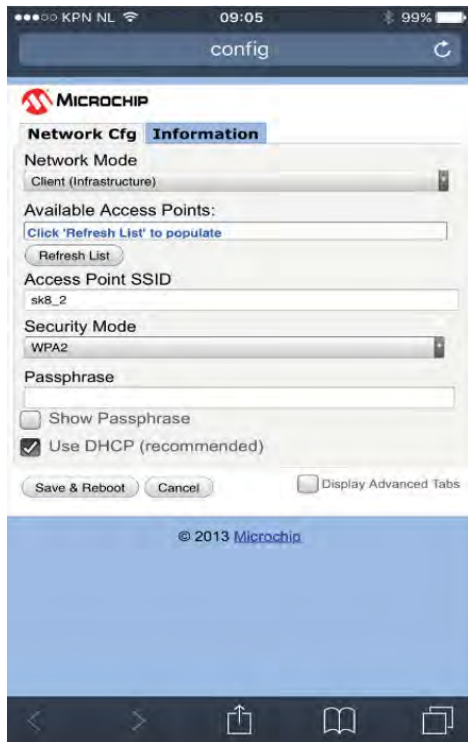 KPN NL 09:05 99%
config
MICROCHIP
Network Cfg Information
Network Mode
Client (Infrastructure)
Available Access Points:
Click 'Refresh List' to populate
Refresh List
Access Point SSID
sk8_2
Security Mode
WPA2
Passphrase
Show Passphrase
Use DHCP (recommended)
Save & Reboot Cancel Display Advanced Tabs
© 2013 Microchip